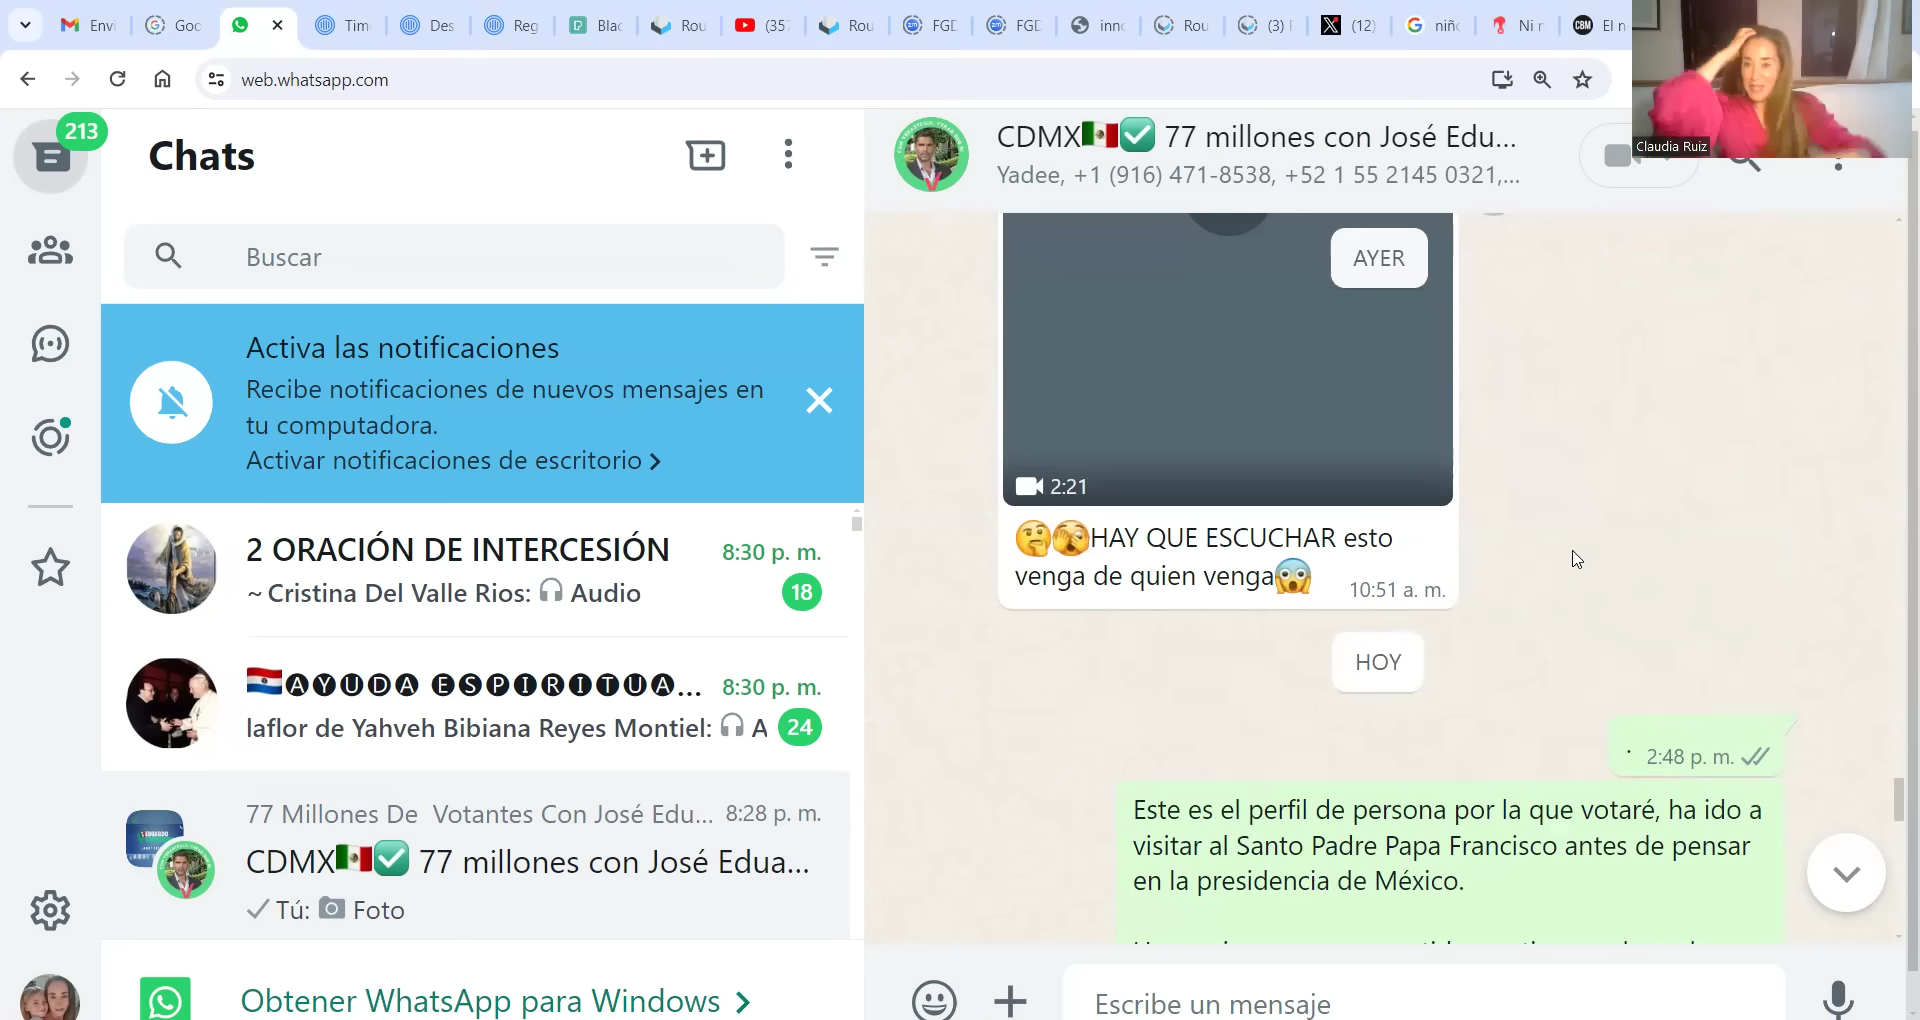 Envi
Goo
Tim
Des
Reg
Blac
Rou
(357
Rou
FGD
FGD
inno
Rou
(3)
(12)
niño
Ni r
El n
web.whatsapp.com
Claudia Ruiz
213
Chats
Buscar
Activa las notificaciones
Recibe notificaciones de nuevos mensajes en
tu computadora.
Activar notificaciones de escritorio
2 ORACIÓN DE INTERCESIÓN 8:30 p. m.
~ Cristina Del Valle Rios: 🎧 Audio 18
🇵🇾🅐🅨🅤🅓🅐 🅔🅢🅟🅘🅡🅘🅣🅤🅐... 8:30 p. m.
laflor de Yahveh Bibiana Reyes Montiel: 🎧 A 24
77 Millones De Votantes Con José Edu... 8:28 p. m.
CDMX🇲🇽✅ 77 millones con José Edua...
✓ Tú: 📷 Foto
Obtener WhatsApp para Windows
CDMX🇲🇽✅ 77 millones con José Edu...
Yadee, +1 (916) 471-8538, +52 1 55 2145 0321,...
AYER
2:21
🤔🫣HAY QUE ESCUCHAR esto
venga de quien venga😱 10:51 a. m.
HOY
. 2:48 p. m.
Este es el perfil de persona por la que votaré, ha ido a
visitar al Santo Padre Papa Francisco antes de pensar
en la presidencia de México.
Escribe un mensaje